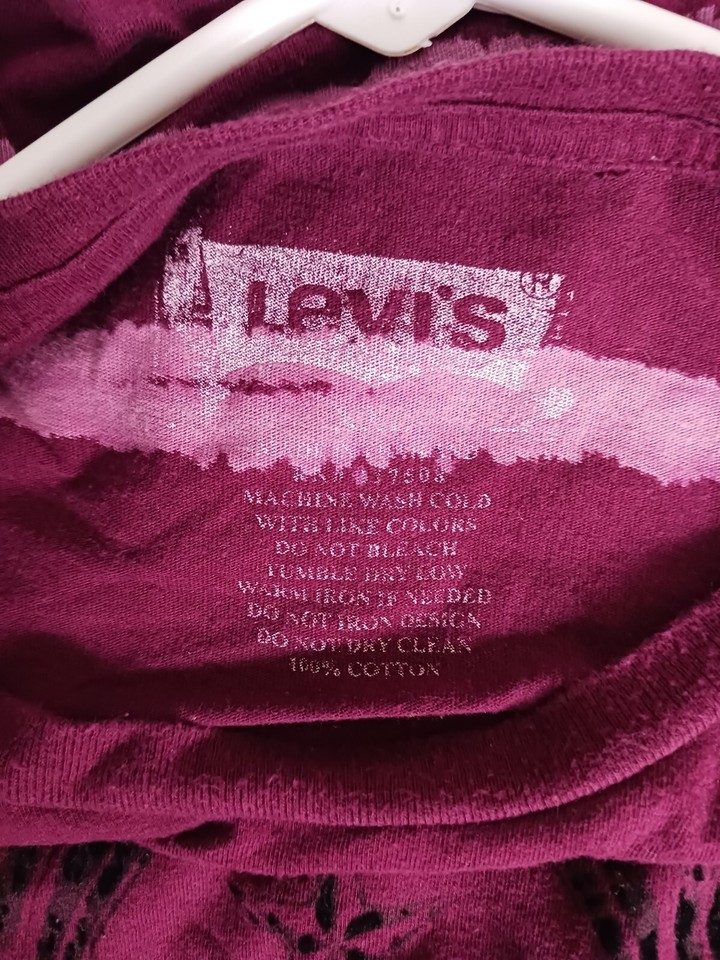 Levi's
MACHINE WASH COLD
WITH LIKE COLORS
DO NOT BLEACH
TUMBLE DRY LOW
WARM IRON IF NEEDED
DO NOT IRON DESIGN
DO NOT DRY CLEAN
100% COTTON